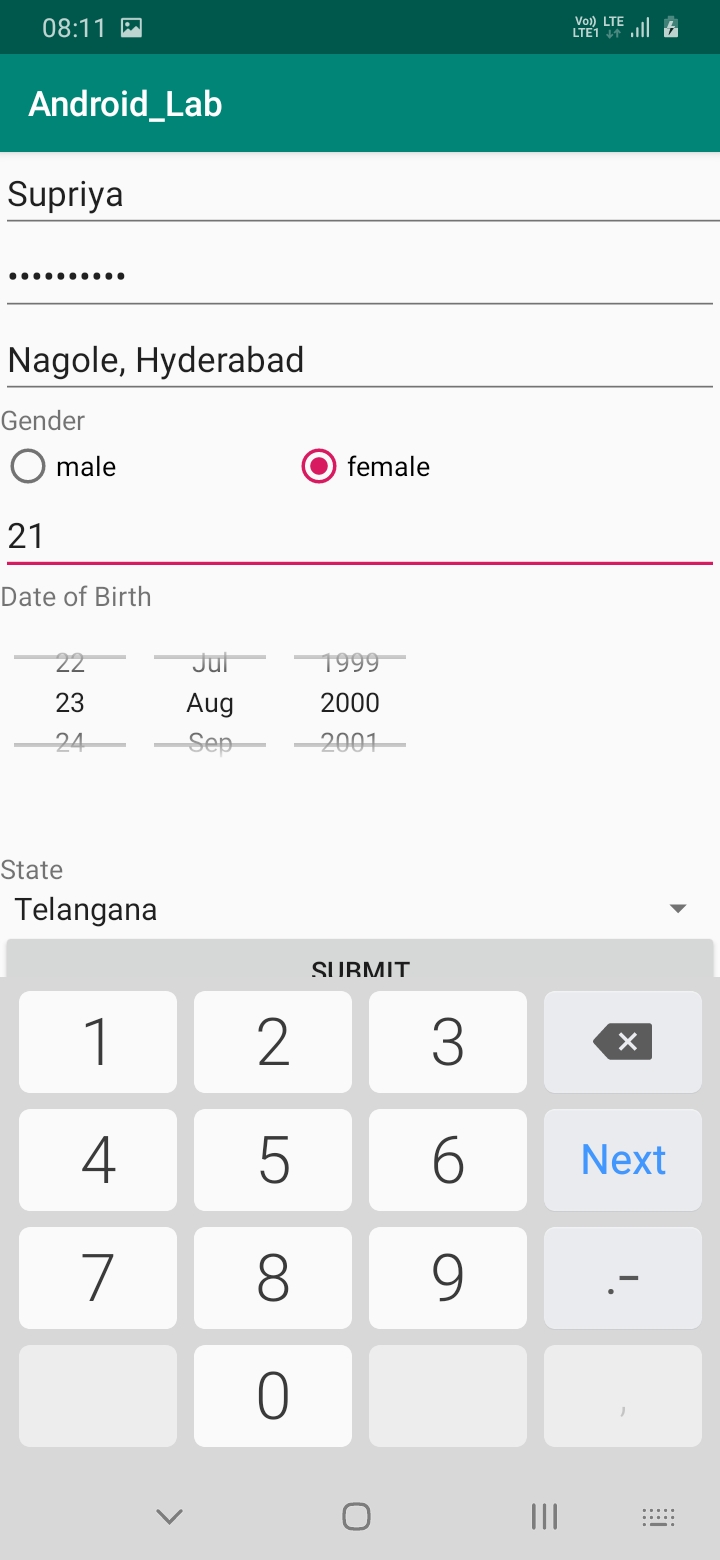 08:11 Vo)) LTE
LTE1
Android_Lab
Supriya
••••••••••
Nagole, Hyderabad
Gender
male female
21
Date of Birth
22 Jul 1999
23 Aug 2000
24 Sep 2001
State
Telangana
SUBMIT
1 2 3
4 5 6 Next
7 8 9 .-
0 ,